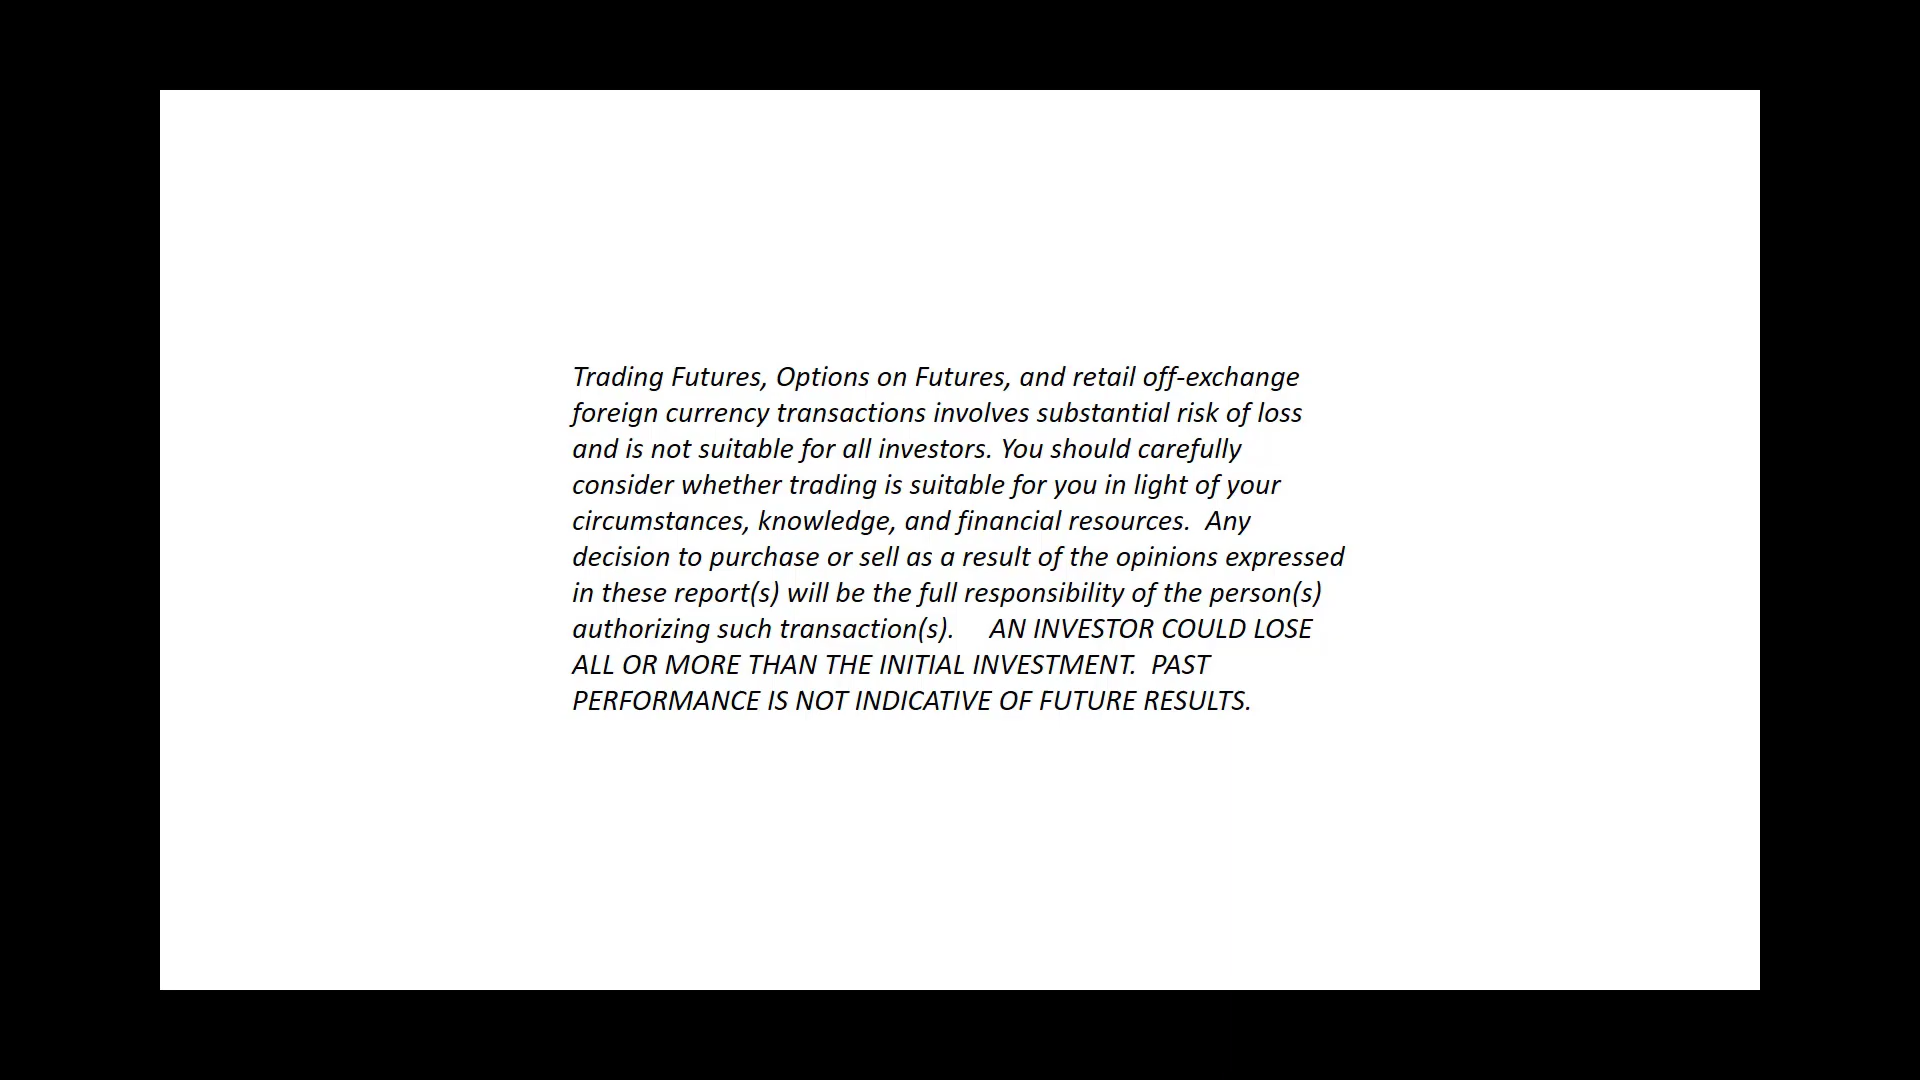 Trading Futures, Options on Futures, and retail off-exchange
foreign currency transactions involves substantial risk of loss
and is not suitable for all investors. You should carefully
consider whether trading is suitable for you in light of your
circumstances, knowledge, and financial resources.  Any
decision to purchase or sell as a result of the opinions expressed
in these report(s) will be the full responsibility of the person(s)
authorizing such transaction(s).     AN INVESTOR COULD LOSE
ALL OR MORE THAN THE INITIAL INVESTMENT.  PAST
PERFORMANCE IS NOT INDICATIVE OF FUTURE RESULTS.